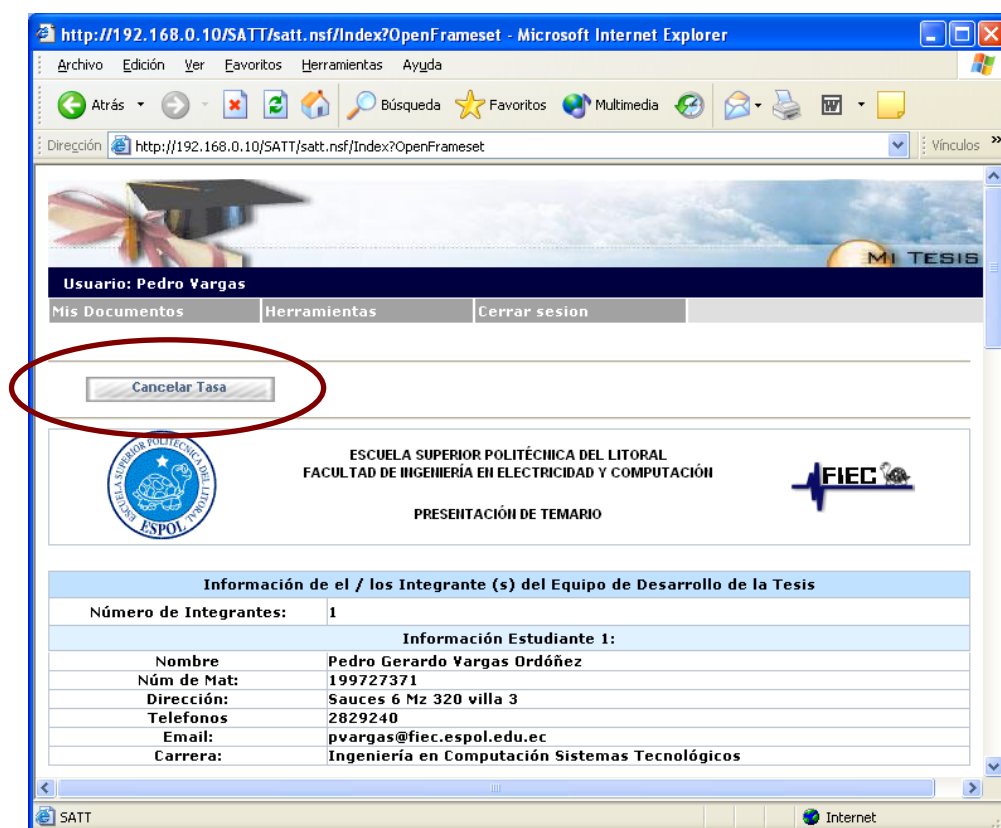 http://192.168.0.10/SATT/satt.nsf/Index?OpenFrameset - Microsoft Internet Explorer
Archivo Edición Ver Favoritos Herramientas Ayuda
Atrás Búsqueda Favoritos Multimedia
Dirección http://192.168.0.10/SATT/satt.nsf/Index?OpenFrameset Vínculos »
MI TESIS
Usuario: Pedro Vargas
Mis Documentos Herramientas Cerrar sesion
Cancelar Tasa
ESCUELA SUPERIOR POLITECNICA DEL LITORAL
ESPOL
ESCUELA SUPERIOR POLITÉCNICA DEL LITORAL
FACULTAD DE INGENIERÍA EN ELECTRICIDAD Y COMPUTACIÓN
PRESENTACIÓN DE TEMARIO
FIEC
Información de el / los Integrante (s) del Equipo de Desarrollo de la Tesis
Número de Integrantes: 1
Información Estudiante 1:
Nombre Pedro Gerardo Vargas Ordóñez
Núm de Mat: 199727371
Dirección: Sauces 6 Mz 320 villa 3
Telefonos 2829240
Email: pvargas@fiec.espol.edu.ec
Carrera: Ingeniería en Computación Sistemas Tecnológicos
SATT Internet